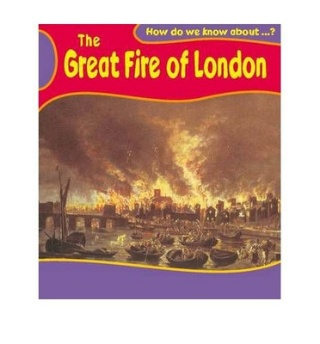 How do we know about ...?
The
Great Fire of London